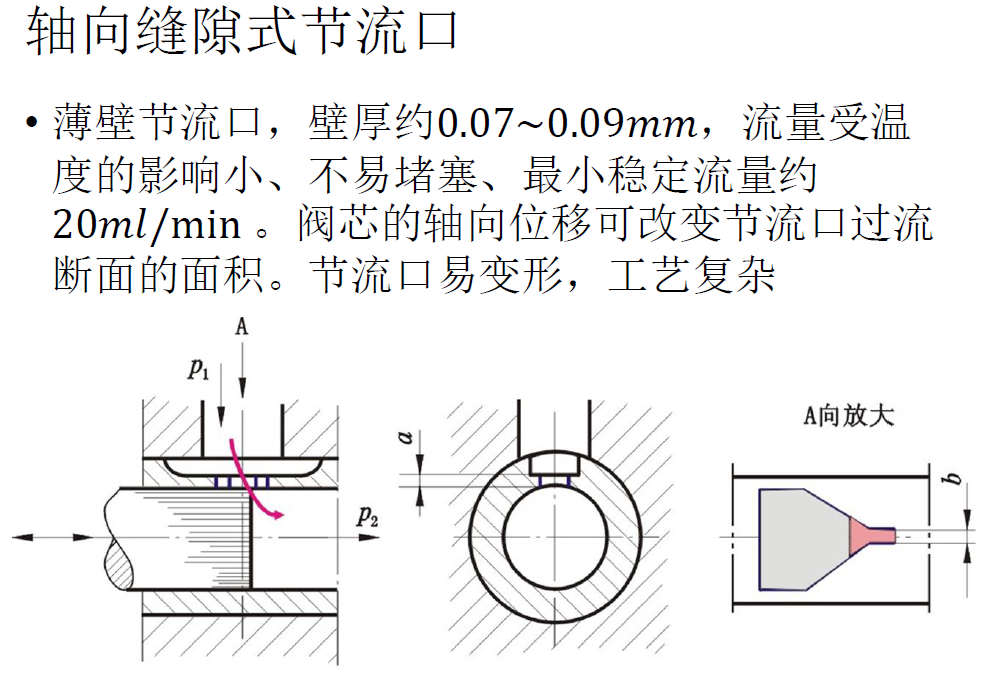 轴向缝隙式节流口
• 薄壁节流口，壁厚约0.07~0.09mm，流量受温
度的影响小、不易堵塞、最小稳定流量约
20ml/min 。阀芯的轴向位移可改变节流口过流
断面的面积。节流口易变形，工艺复杂
A
p₁
p₂
a
A向放大
b